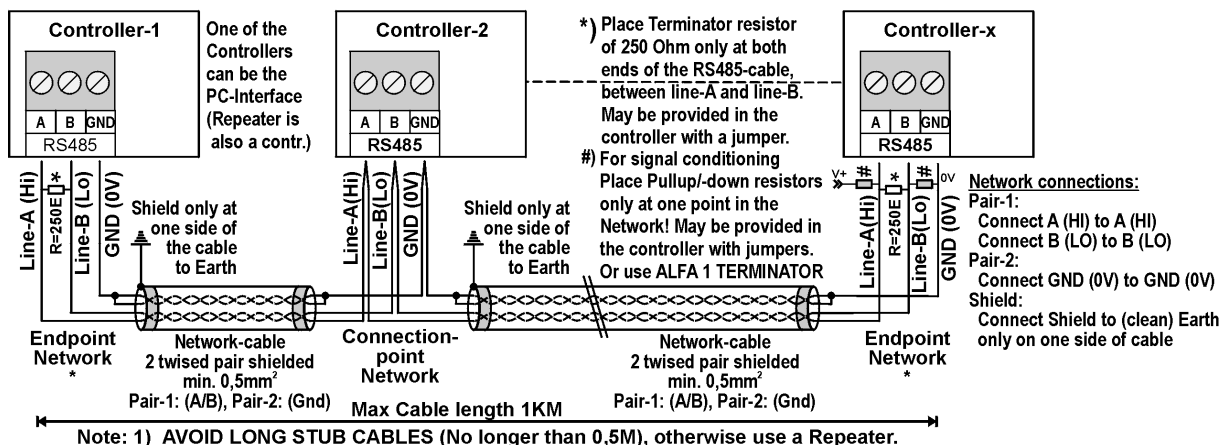 Controller-1
A B GND
RS485
One of the
Controllers
can be the
PC-Interface
(Repeater is
also a contr.)
Controller-2
A B GND
RS485
*) Place Terminator resistor
of 250 Ohm only at both
ends of the RS485-cable,
between line-A and line-B.
May be provided in the
controller with a jumper.
#) For signal conditioning
Place Pullup/-down resistors
only at one point in the
Network! May be provided in
the controller with jumpers.
Or use ALFA 1 TERMINATOR
Controller-x
A B GND
RS485
Line-A (Hi)
R=250E *
Line-B (Lo)
GND (0V)
Shield only at
one side of
the cable
to Earth
Line-A(Hi)
Line-B(Lo)
GND (0V)
Shield only at
one side of
the cable
to Earth
V+ # * # 0V
Line-A(Hi)
R=250E
Line-B(Lo)
GND (0V)
Network connections:
Pair-1:
Connect A (HI) to A (HI)
Connect B (LO) to B (LO)
Pair-2:
Connect GND (0V) to GND (0V)
Shield:
Connect Shield to (clean) Earth
only on one side of cable
Endpoint
Network
*
Network-cable
2 twised pair shielded
min. 0,5mm²
Pair-1: (A/B), Pair-2: (Gnd)
Connection-
point
Network
Network-cable
2 twised pair shielded
min. 0,5mm²
Pair-1: (A/B), Pair-2: (Gnd)
Endpoint
Network
*
Max Cable length 1KM
Note: 1) AVOID LONG STUB CABLES (No longer than 0,5M), otherwise use a Repeater.